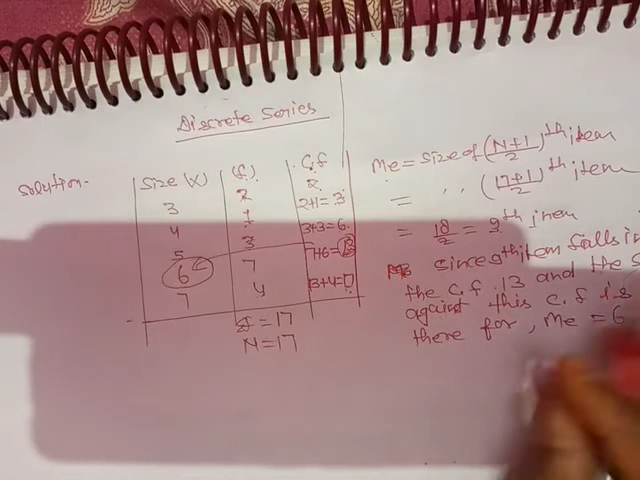 Discrete Series
Solution-
Size (x) (f) C.f
3 2 2
4 1 2+1=3
5 3 3+3=6
6 7 7+6=13
7 4 13+4=
=17
N=17
Me = Size of (N+1/2)th item
= ,, (17+1/2)th item
= 18/2 = 9th item
since 9th item falls in
the C.f. 13 and the
against this C.f is
there for, Me = 6